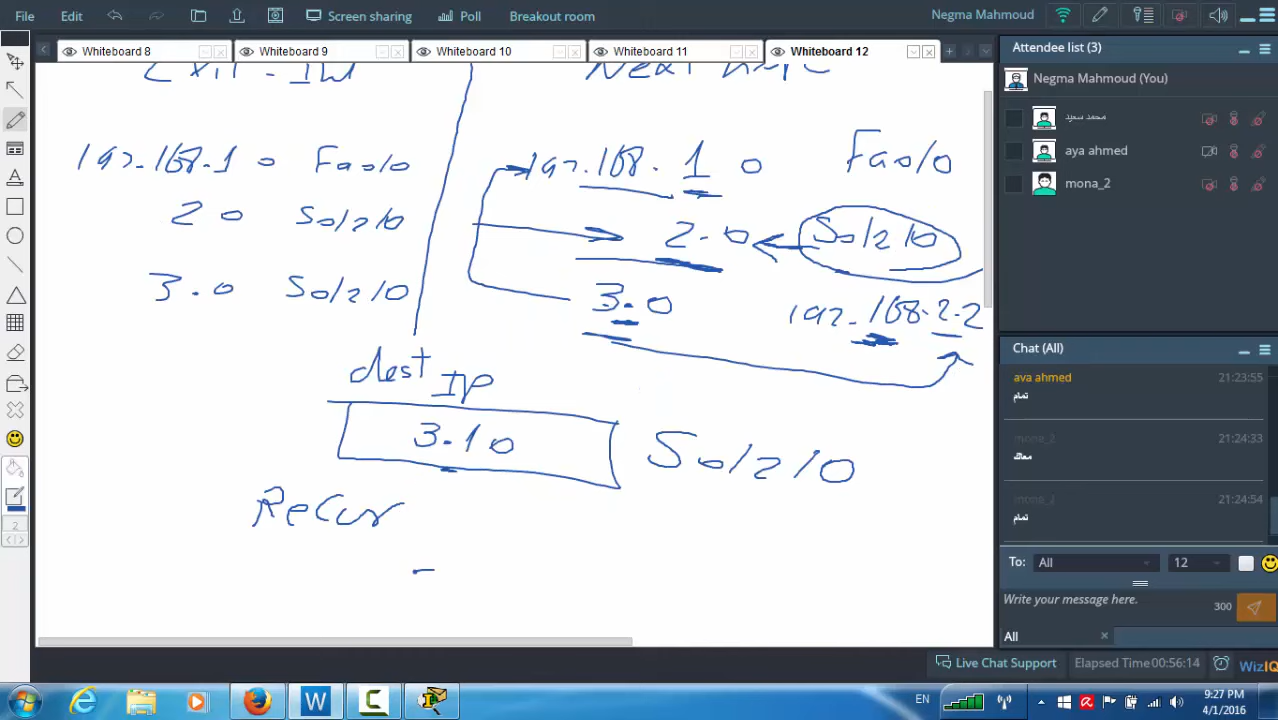 File Edit Screen sharing Poll Breakout room Negma Mahmoud
Whiteboard 8 Whiteboard 9 Whiteboard 10 Whiteboard 11 Whiteboard 12
Attendee list (3)
Negma Mahmoud (You)
محمد سعيد
aya ahmed
mona_2
Exit - Int Next
192.168.1 0 Fa0/0 192.168.1 0 Fa0/0
2 0 S0/2/0 2.0 S0/2/0
3.0 S0/2/0 3.0 192.168.2.2
dest IP
3.10 S0/2/0
Recur
Chat (All)
aya ahmed 21:23:55
تمام
mona_2 21:24:33
معاك
mona_2 21:24:54
تمام
To: All 12
Write your message here. 300
All
Live Chat Support Elapsed Time 00:56:14 WizIQ
2
EN 9:27 PM
4/1/2016